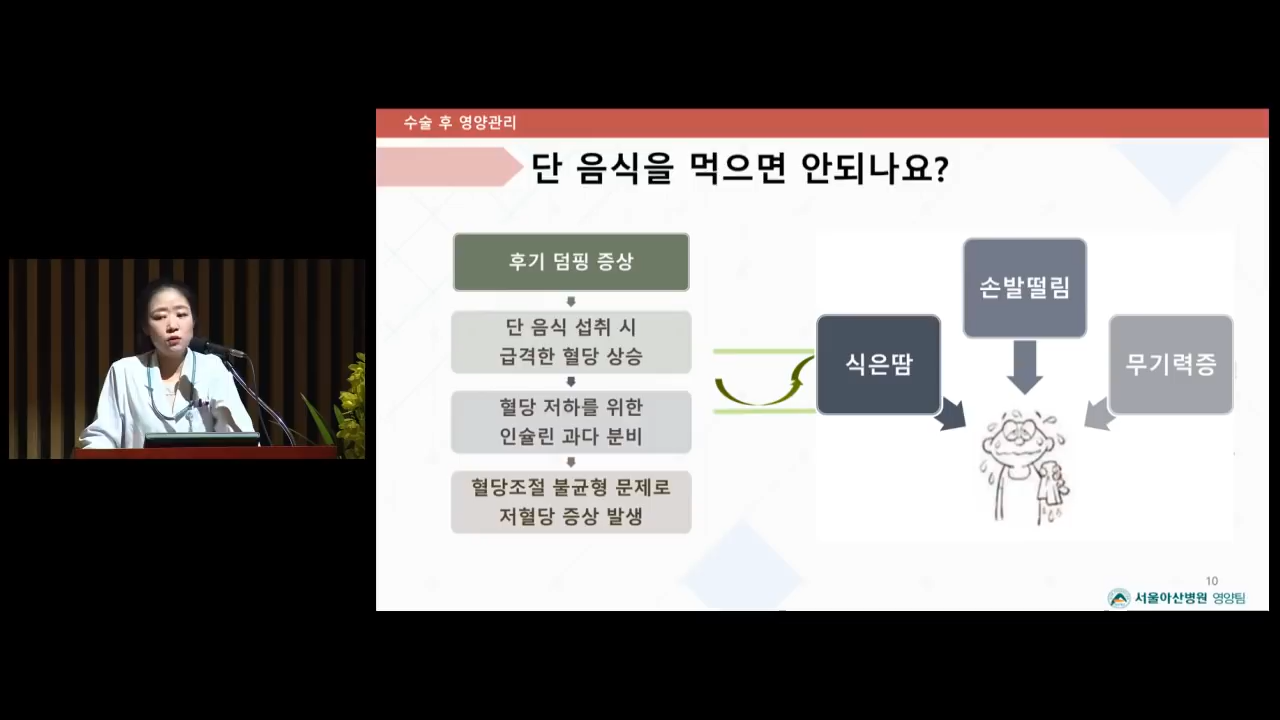 수술 후 영양관리
단 음식을 먹으면 안되나요?
후기 덤핑 증상
단 음식 섭취 시
급격한 혈당 상승
혈당 저하를 위한
인슐린 과다 분비
혈당조절 불균형 문제로
저혈당 증상 발생
손발떨림
식은땀
무기력증
10
서울아산병원 영양팀